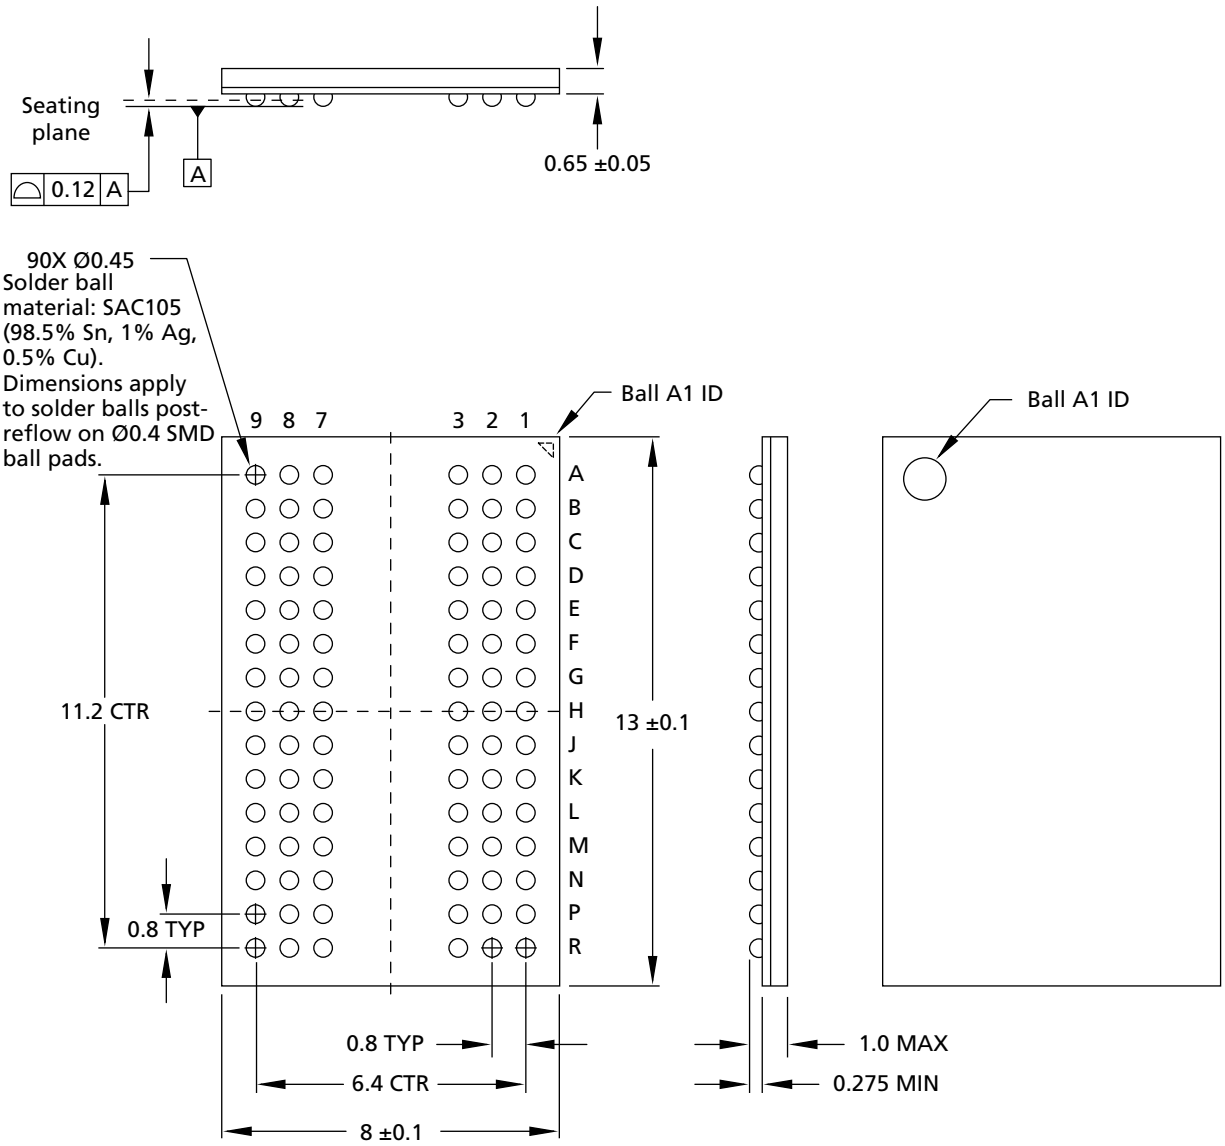 Seating
plane
0.65 ±0.05
A
0.12 A
90X Ø0.45
Solder ball
material: SAC105
(98.5% Sn, 1% Ag,
0.5% Cu).
Dimensions apply
to solder balls post-
reflow on Ø0.4 SMD
ball pads.
Ball A1 ID
Ball A1 ID
9 8 7 3 2 1
A
B
C
D
E
F
G
H
J
K
L
M
N
P
R
11.2 CTR
13 ±0.1
0.8 TYP
0.8 TYP
1.0 MAX
6.4 CTR
0.275 MIN
8 ±0.1